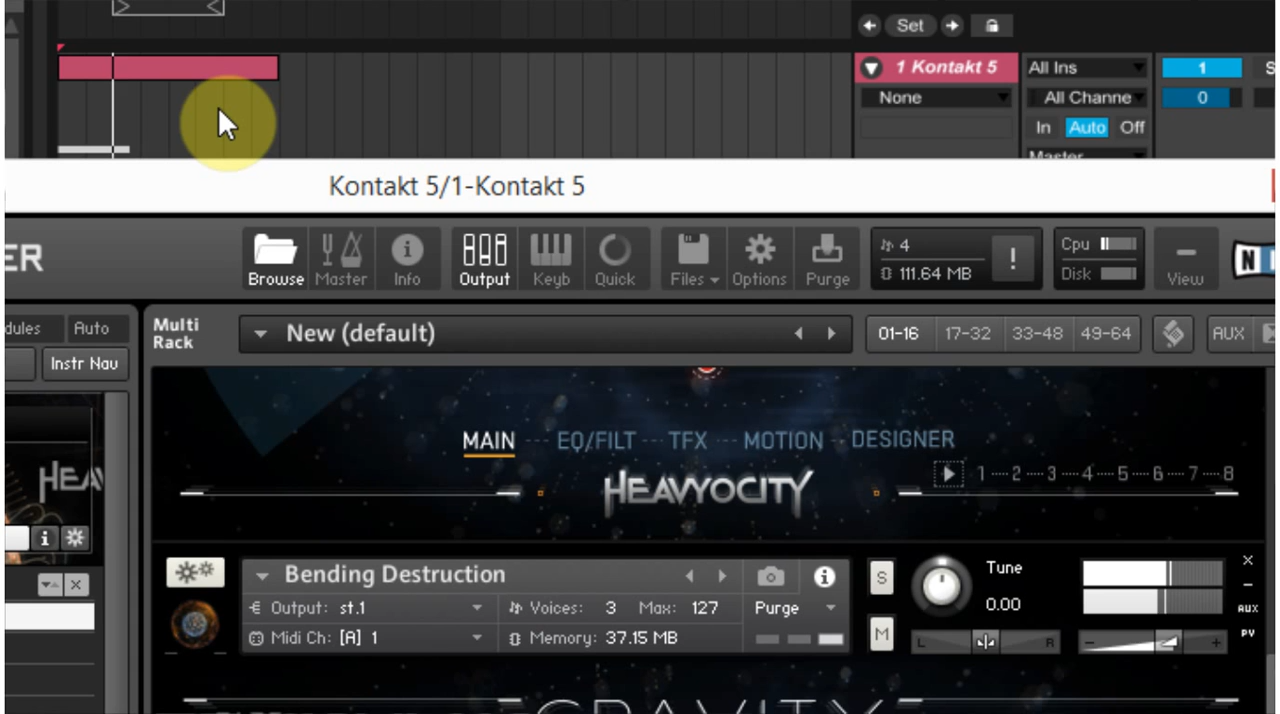 Set
1 Kontakt 5 All Ins 1 S
None All Channe 0
In Auto Off
Master
Kontakt 5/1-Kontakt 5
ER Browse Master Info Output Keyb Quick Files Options Purge 4 ! Cpu View N
111.64 MB Disk
dules Auto Multi Rack New (default) 01-16 17-32 33-48 49-64 AUX
Instr Nav
MAIN EQ/FILT TFX MOTION DESIGNER
HEAVYOCITY 1 2 3 4 5 6 7 8
HEAV
Bending Destruction S Tune
Output: st.1 Voices: 3 Max: 127 Purge 0.00 AUX
Midi Ch: [A] 1 Memory: 37.15 MB M L R - + PV
GRAVITY